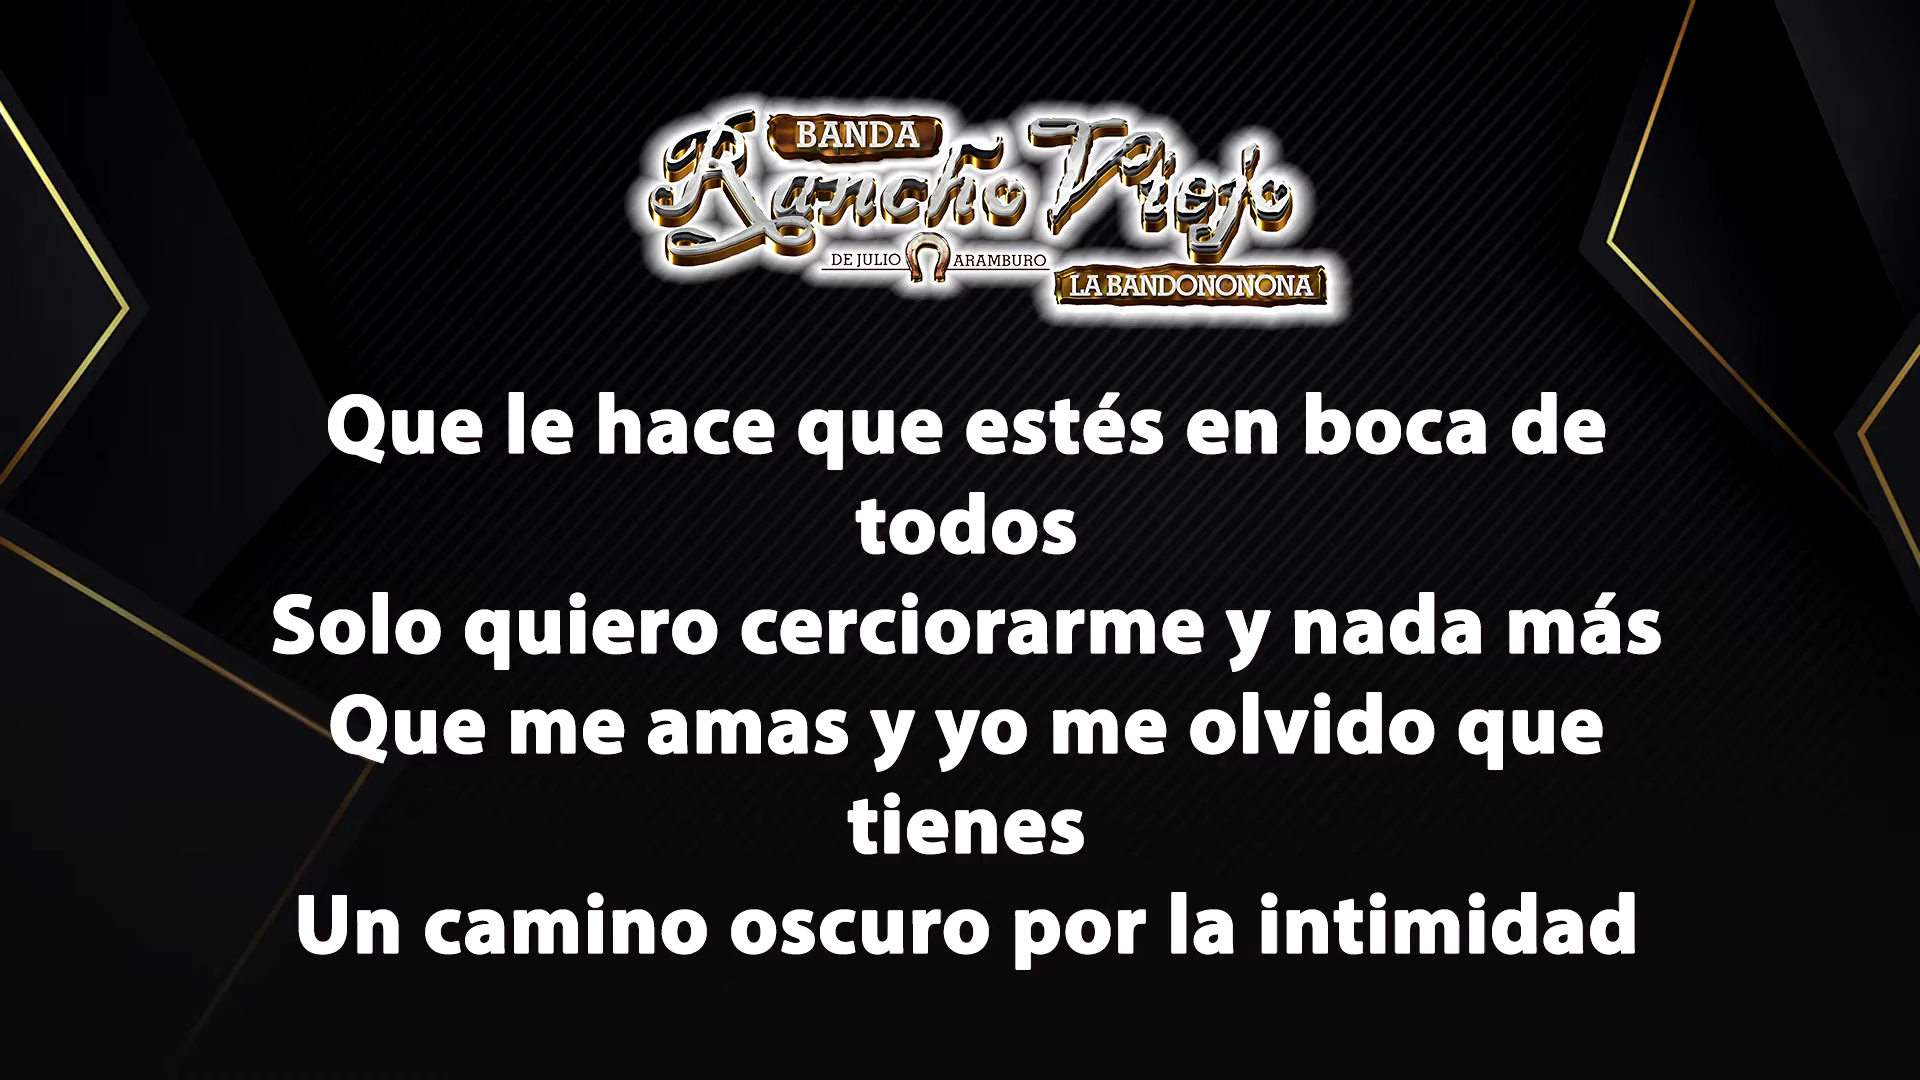 BANDA
Rancho Viejo
DE JULIO ARAMBURO
LA BANDONONONA
Que le hace que estés en boca de
todos
Solo quiero cerciorarme y nada más
Que me amas y yo me olvido que
tienes
Un camino oscuro por la intimidad